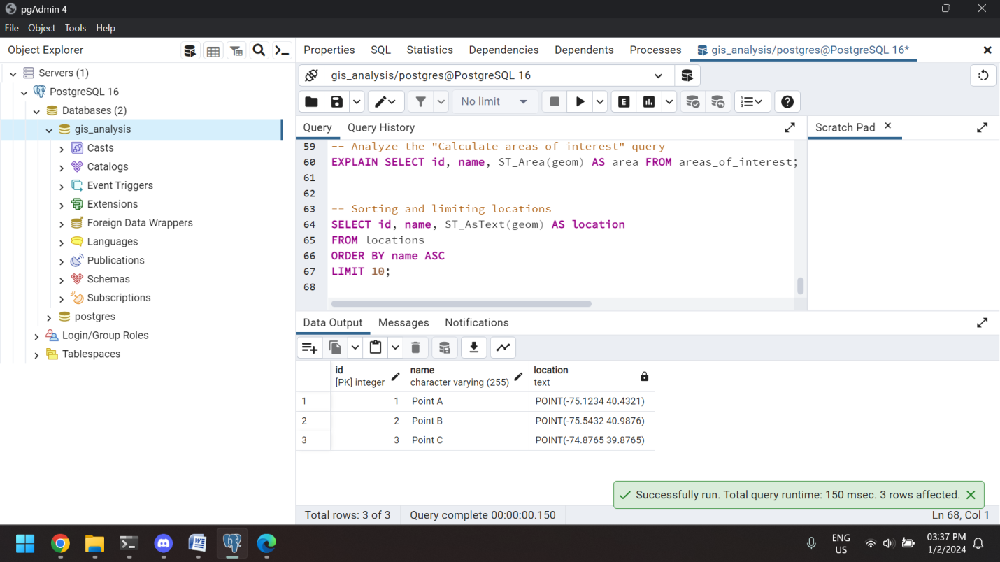 pgAdmin 4
File Object Tools Help
Object Explorer
Servers (1)
PostgreSQL 16
Databases (2)
gis_analysis
Casts
Catalogs
Event Triggers
Extensions
Foreign Data Wrappers
Languages
Publications
Schemas
Subscriptions
postgres
Login/Group Roles
Tablespaces
Properties SQL Statistics Dependencies Dependents Processes gis_analysis/postgres@PostgreSQL 16*
gis_analysis/postgres@PostgreSQL 16
No limit
E
Query Query History
Scratch Pad
59 -- Analyze the "Calculate areas of interest" query
60 EXPLAIN SELECT id, name, ST_Area(geom) AS area FROM areas_of_interest;
61
62
63 -- Sorting and limiting locations
64 SELECT id, name, ST_AsText(geom) AS location
65 FROM locations
66 ORDER BY name ASC
67 LIMIT 10;
68
Data Output Messages Notifications
id name location
[PK] integer character varying (255) text
1 1 Point A POINT(-75.1234 40.4321)
2 2 Point B POINT(-75.5432 40.9876)
3 3 Point C POINT(-74.8765 39.8765)
Successfully run. Total query runtime: 150 msec. 3 rows affected.
Total rows: 3 of 3 Query complete 00:00:00.150 Ln 68, Col 1
ENG
US
03:37 PM
1/2/2024